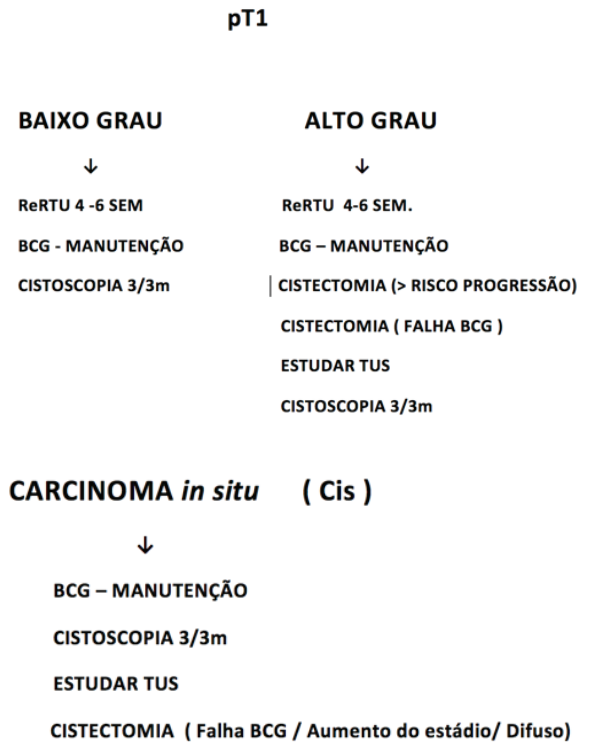 pT1
BAIXO GRAU
↓
ReRTU 4 -6 SEM
BCG - MANUTENÇÃO
CISTOSCOPIA 3/3m
ALTO GRAU
↓
ReRTU 4-6 SEM.
BCG – MANUTENÇÃO
CISTECTOMIA (> RISCO PROGRESSÃO)
CISTECTOMIA ( FALHA BCG )
ESTUDAR TUS
CISTOSCOPIA 3/3m
CARCINOMA in situ ( Cis )
↓
BCG – MANUTENÇÃO
CISTOSCOPIA 3/3m
ESTUDAR TUS
CISTECTOMIA ( Falha BCG / Aumento do estádio/ Difuso)